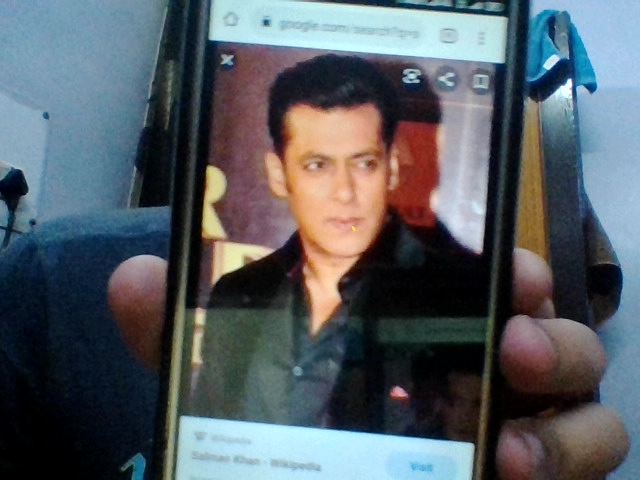 google.com/search?q=s
R
Wikipedia
Salman Khan - Wikipedia
Visit